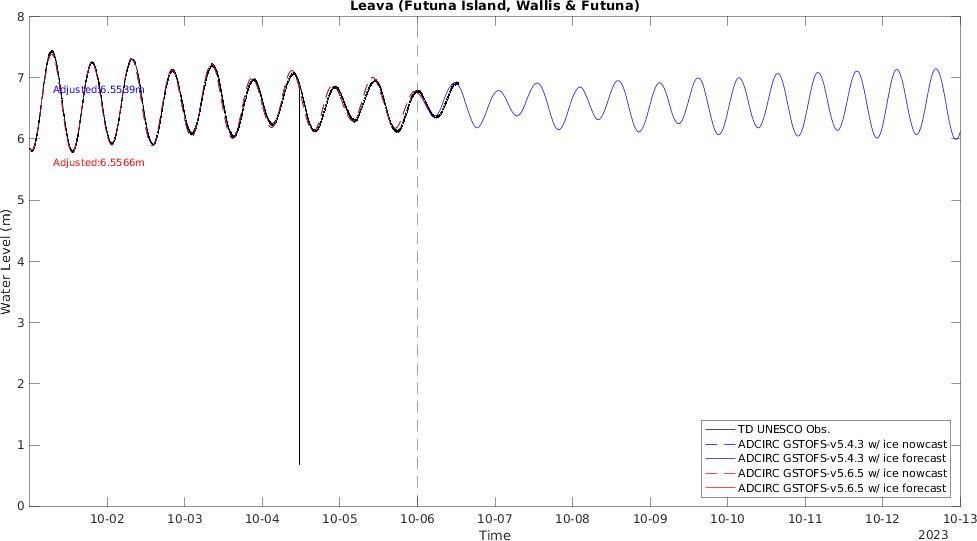 Leava (Futuna Island, Wallis & Futuna)
8
7
6
5
4
3
2
1
0
Water Level (m)
Adjusted:6.5539m
Adjusted:6.5566m
TD UNESCO Obs.
ADCIRC GSTOFS-v5.4.3 w/ ice nowcast
ADCIRC GSTOFS-v5.4.3 w/ ice forecast
ADCIRC GSTOFS-v5.6.5 w/ ice nowcast
ADCIRC GSTOFS-v5.6.5 w/ ice forecast
10-02 10-03 10-04 10-05 10-06 10-07 10-08 10-09 10-10 10-11 10-12 10-13
Time
2023